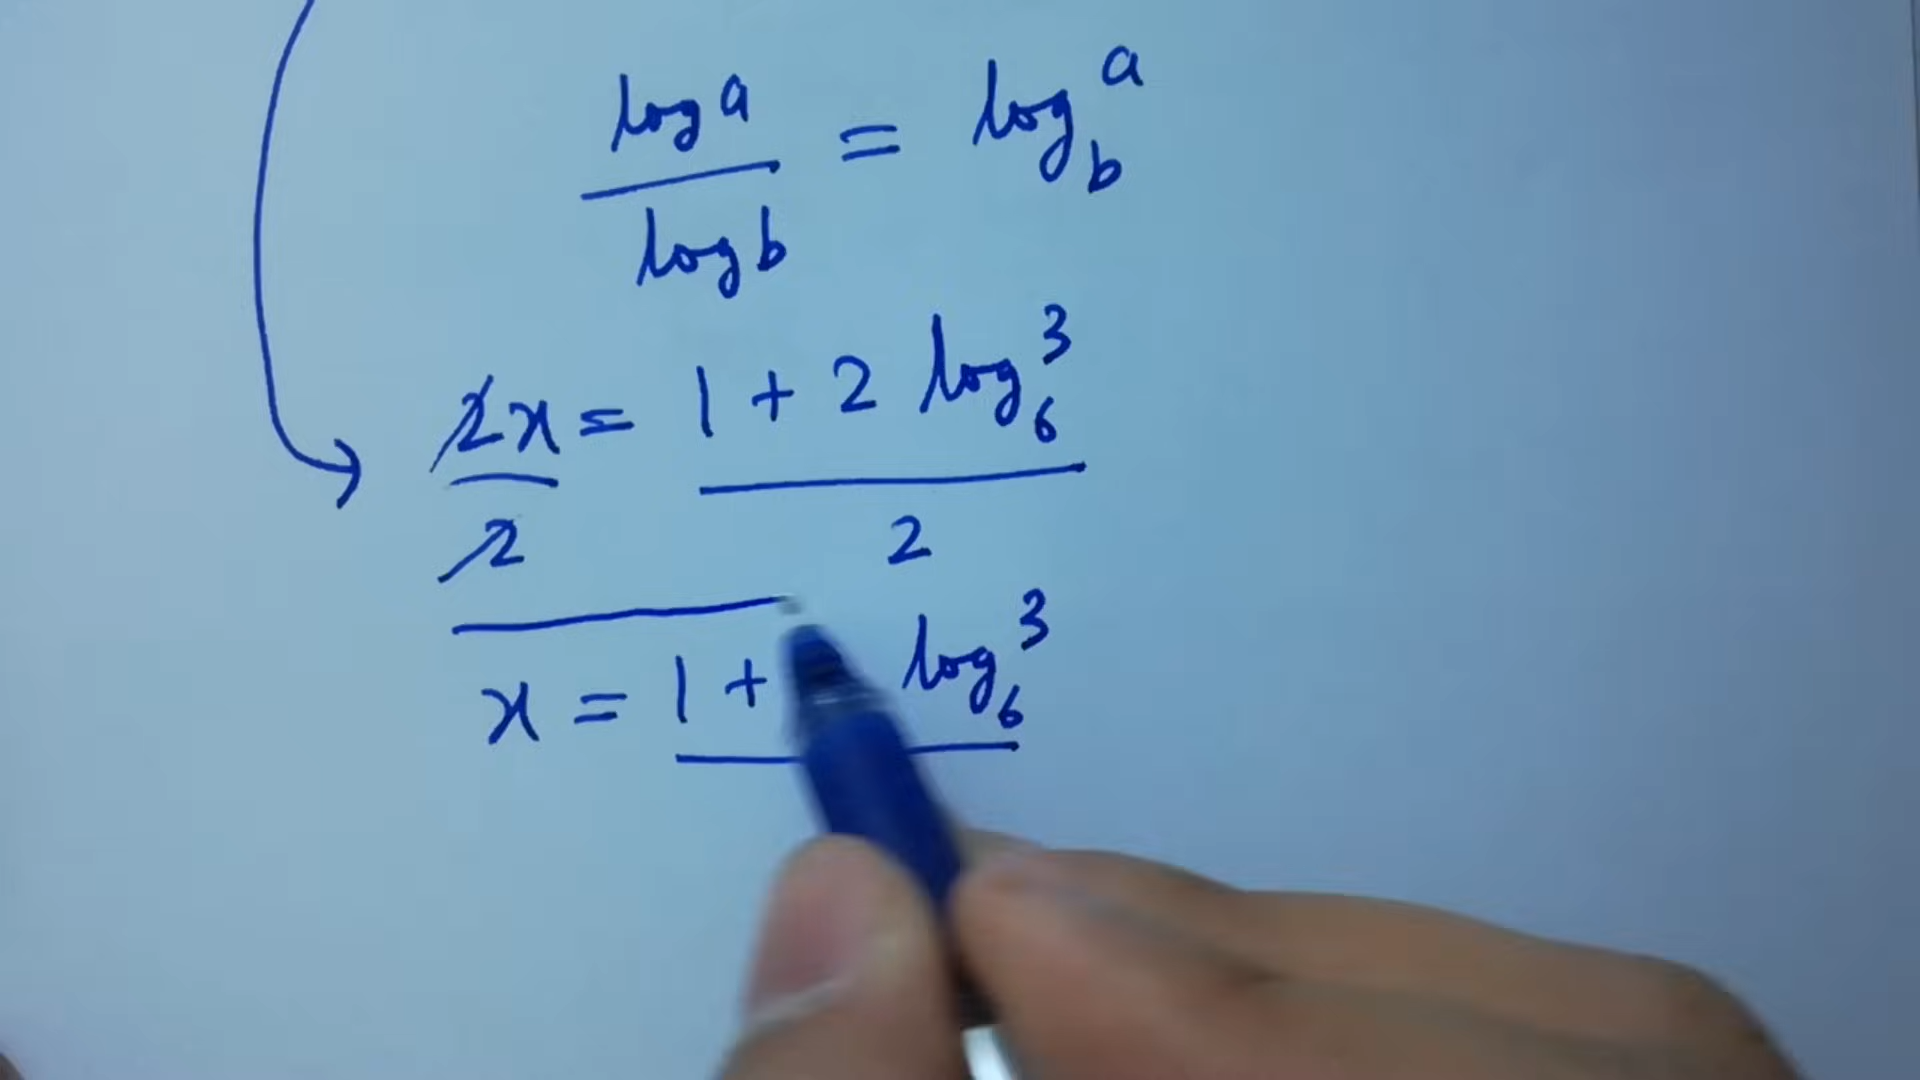 log a / log b = log_b^a
2x / 2 = 1 + 2 log_6^3 / 2
x = 1 + log_6^3